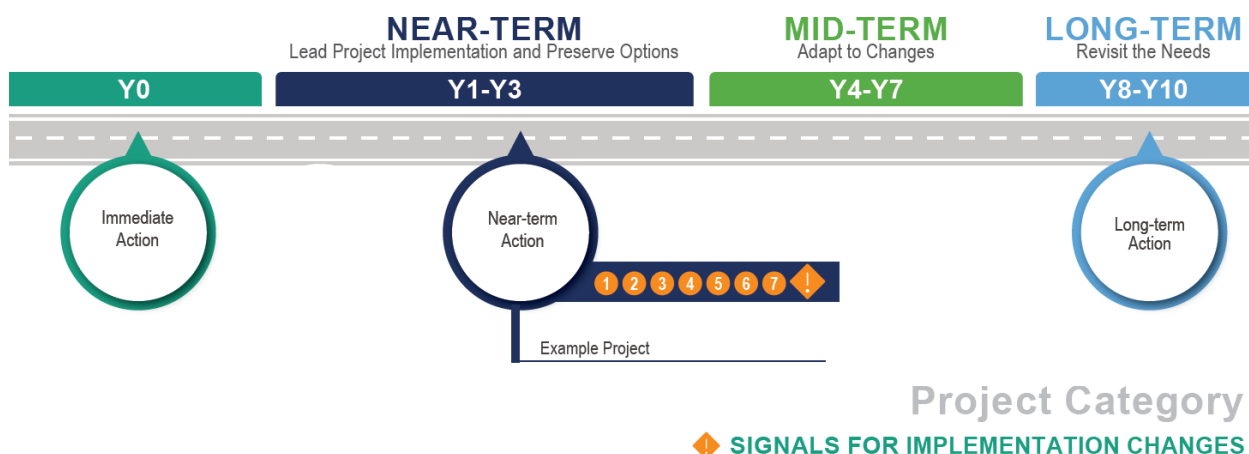 NEAR-TERM
Lead Project Implementation and Preserve Options
MID-TERM
Adapt to Changes
LONG-TERM
Revisit the Needs
Y0
Y1-Y3
Y4-Y7
Y8-Y10
Immediate
Action
Near-term
Action
Long-term
Action
1 2 3 4 5 6 7 !
Example Project
Project Category
! SIGNALS FOR IMPLEMENTATION CHANGES